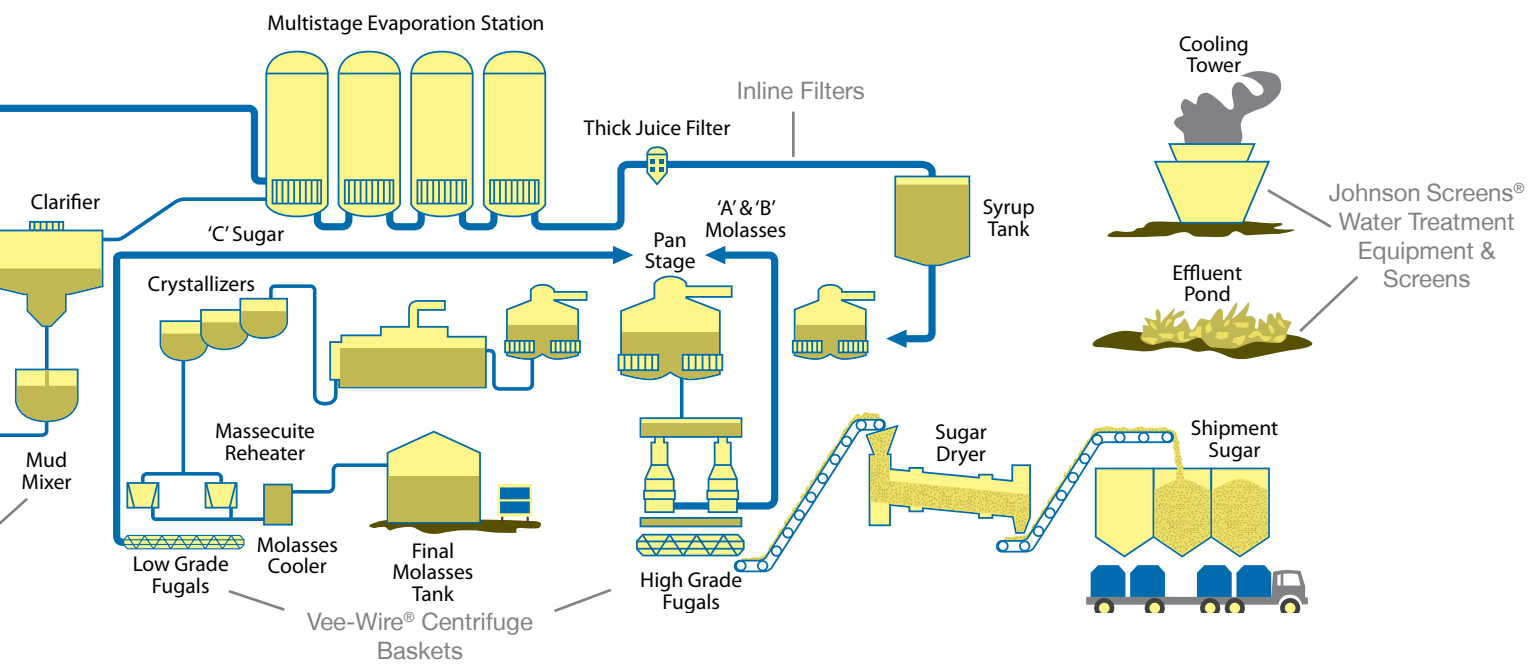 Multistage Evaporation Station
Cooling
Tower
Inline Filters
Thick Juice Filter
Clarifier
'C' Sugar
'A' & 'B'
Molasses
Syrup
Tank
Johnson Screens®
Water Treatment
Equipment &
Screens
Pan
Stage
Crystallizers
Effluent
Pond
Massecuite
Reheater
Sugar
Dryer
Shipment
Sugar
Mud
Mixer
Molasses
Cooler
Low Grade
Fugals
Final
Molasses
Tank
High Grade
Fugals
Vee-Wire® Centrifuge
Baskets